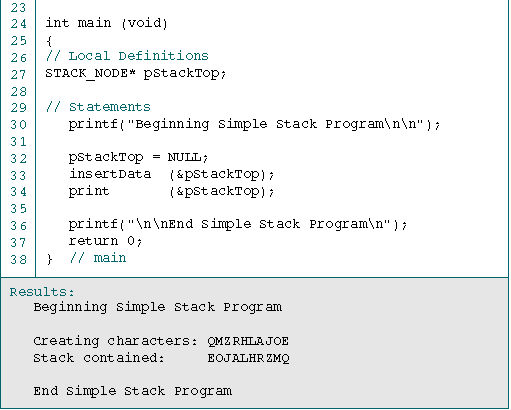 23
24 int main (void)
25 {
26 // Local Definitions
27 STACK_NODE* pStackTop;
28
29 // Statements
30 printf("Beginning Simple Stack Program\n\n");
31
32 pStackTop = NULL;
33 insertData (&pStackTop);
34 print (&pStackTop);
35
36 printf("\n\nEnd Simple Stack Program\n");
37 return 0;
38 } // main
Results:
Beginning Simple Stack Program
Creating characters: QMZRHLAJOE
Stack contained: EOJALHRZMQ
End Simple Stack Program